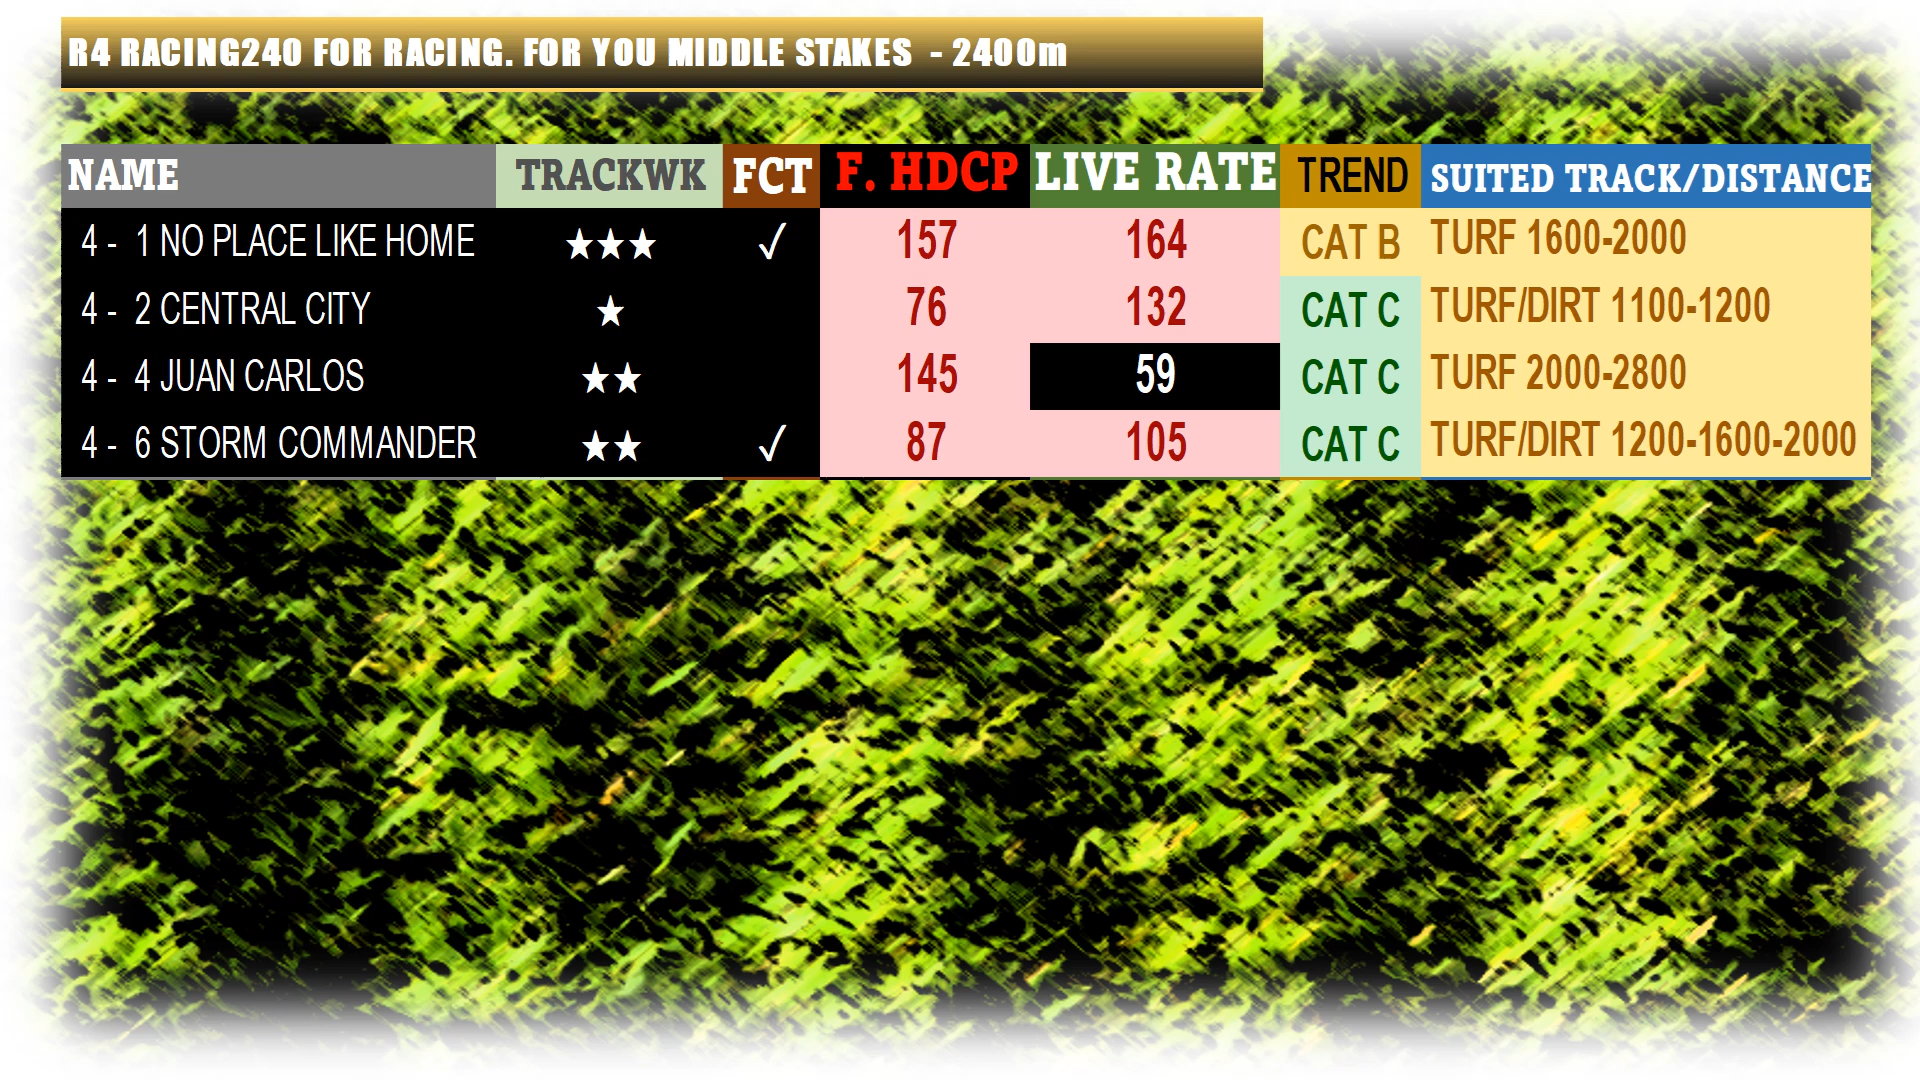 R4 RACING240 FOR RACING. FOR YOU MIDDLE STAKES - 2400m
NAME TRACKWK FCT F. HDCP LIVE RATE TREND SUITED TRACK/DISTANCE
4 - 1 NO PLACE LIKE HOME ★★★ ✓ 157 164 CAT B TURF 1600-2000
4 - 2 CENTRAL CITY ★ 76 132 CAT C TURF/DIRT 1100-1200
4 - 4 JUAN CARLOS ★★ 145 59 CAT C TURF 2000-2800
4 - 6 STORM COMMANDER ★★ ✓ 87 105 CAT C TURF/DIRT 1200-1600-2000